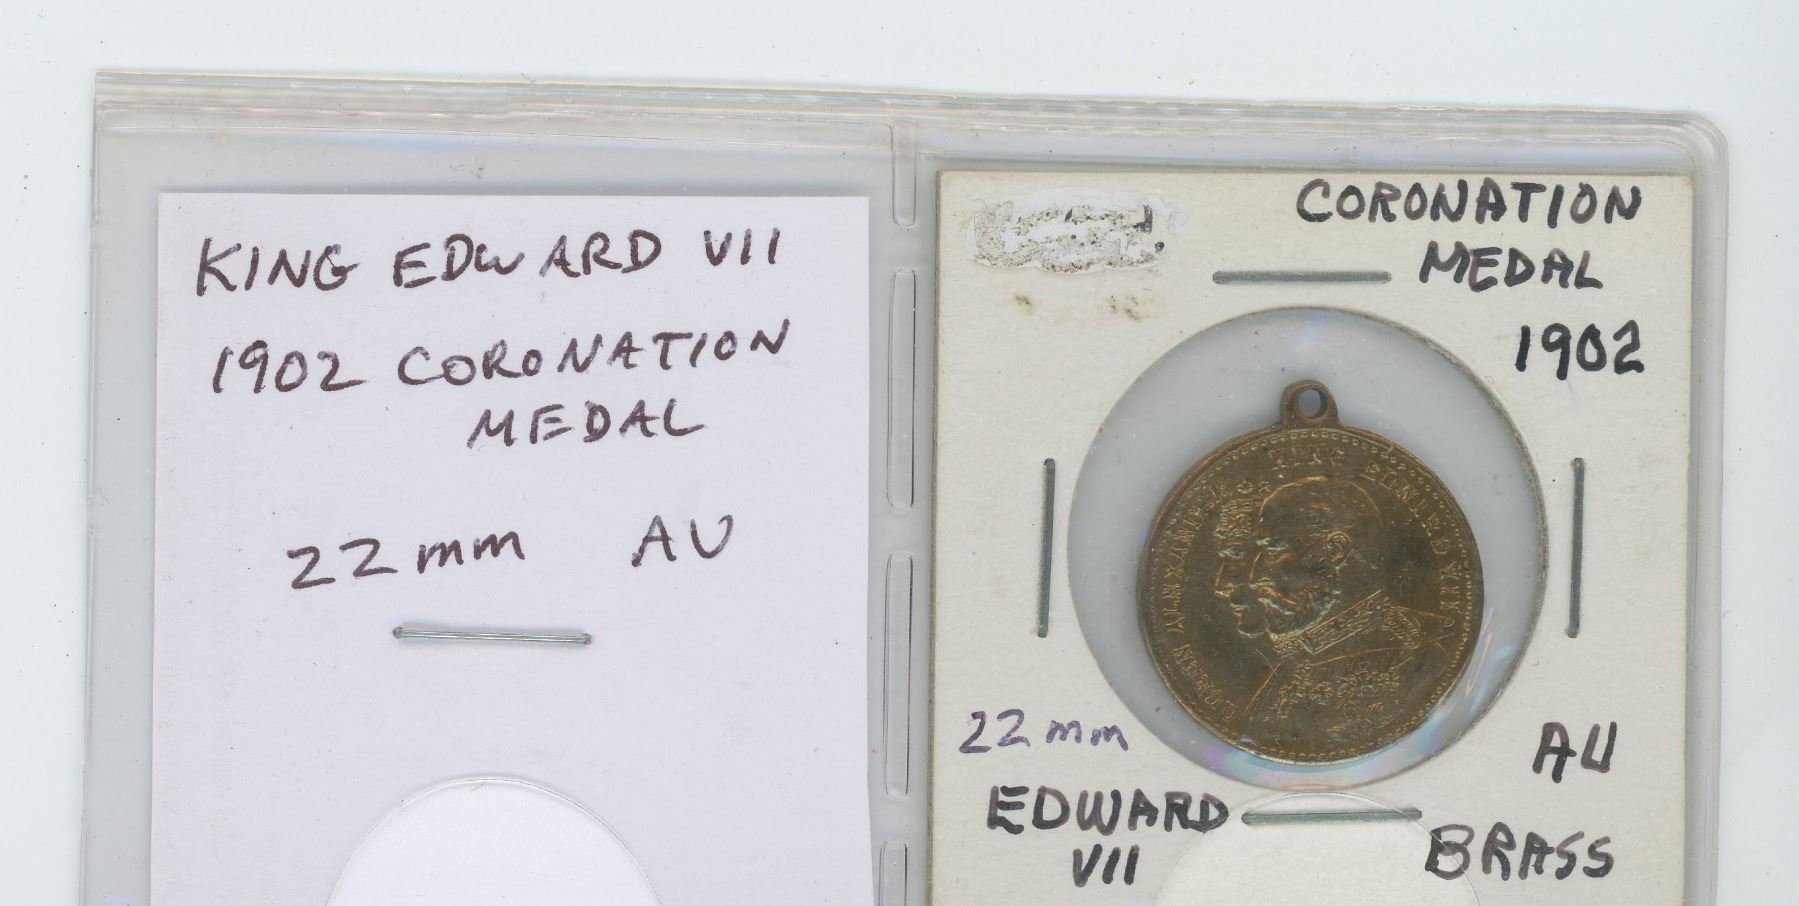 KING EDWARD VII
1902 CORONATION
MEDAL
22mm AU
CORONATION
MEDAL
1902
KING EDWARD VII
QUEEN
22mm
AU
EDWARD
VII
BRASS